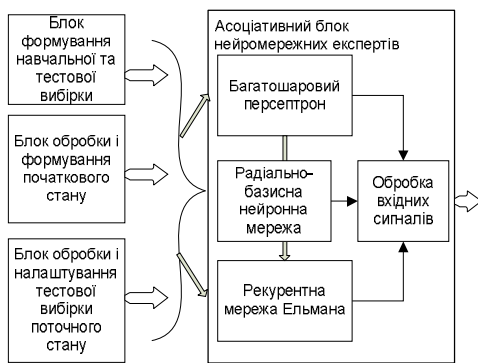 Блок
формування
навчальної та
тестової
вибірки
Блок обробки і
формування
початкового
стану
Блок обробки і
налаштування
тестової
вибірки
поточного
стану
Асоціативний блок
нейромережних експертів
Багатошаровий
персептрон
Радіально-
базисна
нейронна
мережа
Рекурентна
мережа Ельмана
Обробка
вхідних
сигналів